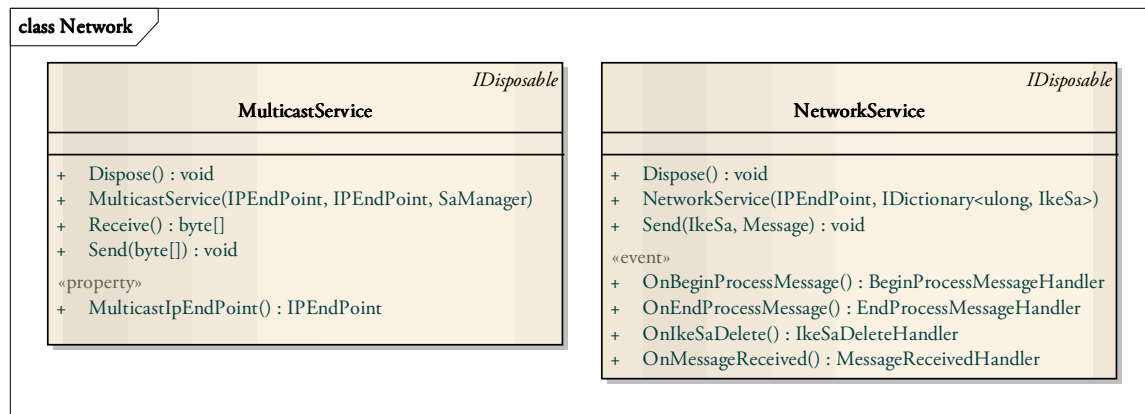 class Network
IDisposable
MulticastService
+ Dispose() : void
+ MulticastService(IPEndPoint, IPEndPoint, SaManager)
+ Receive() : byte[]
+ Send(byte[]) : void
«property»
+ MulticastIpEndPoint() : IPEndPoint
IDisposable
NetworkService
+ Dispose() : void
+ NetworkService(IPEndPoint, IDictionary<ulong, IkeSa>)
+ Send(IkeSa, Message) : void
«event»
+ OnBeginProcessMessage() : BeginProcessMessageHandler
+ OnEndProcessMessage() : EndProcessMessageHandler
+ OnIkeSaDelete() : IkeSaDeleteHandler
+ OnMessageReceived() : MessageReceivedHandler